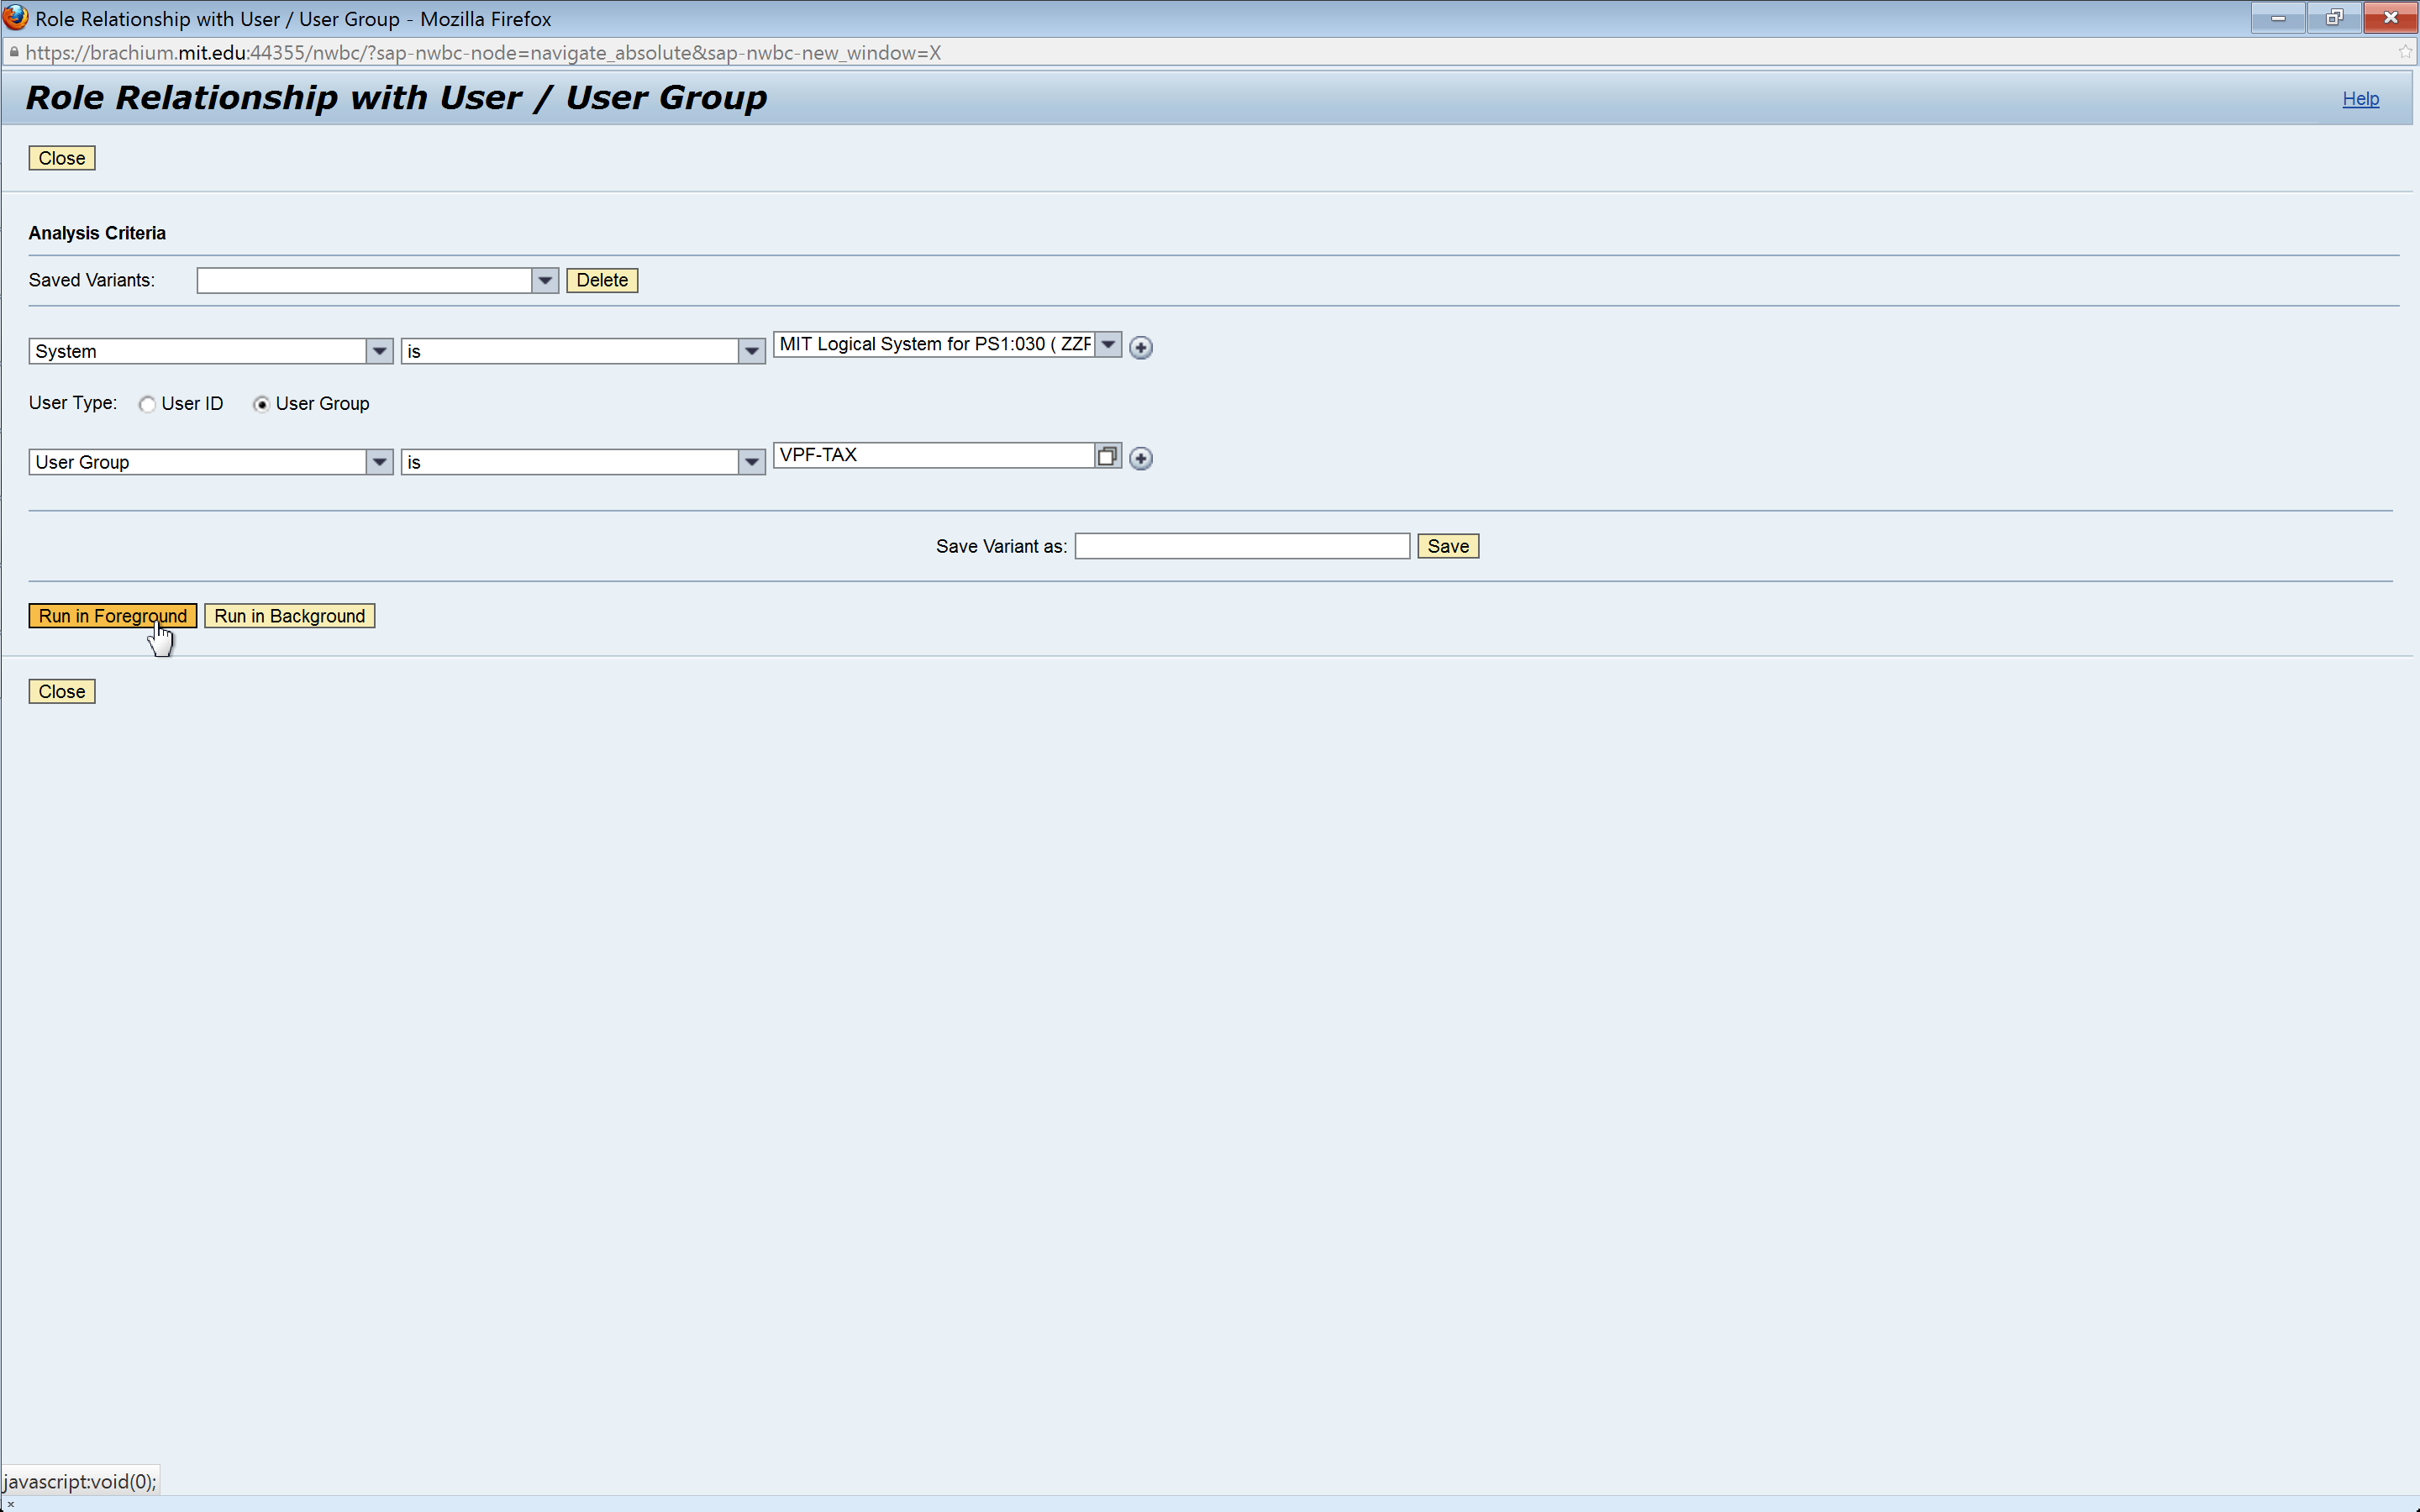 Role Relationship with User / User Group - Mozilla Firefox
https://brachium.mit.edu:44355/nwbc/?sap-nwbc-node=navigate_absolute&sap-nwbc-new_window=X
Role Relationship with User / User Group Help
Close
Analysis Criteria
Saved Variants: Delete
System is MIT Logical System for PS1:030 ( ZZF
User Type: User ID User Group
User Group is VPF-TAX
Save Variant as: Save
Run in Foreground Run in Background
Close
javascript:void(0);